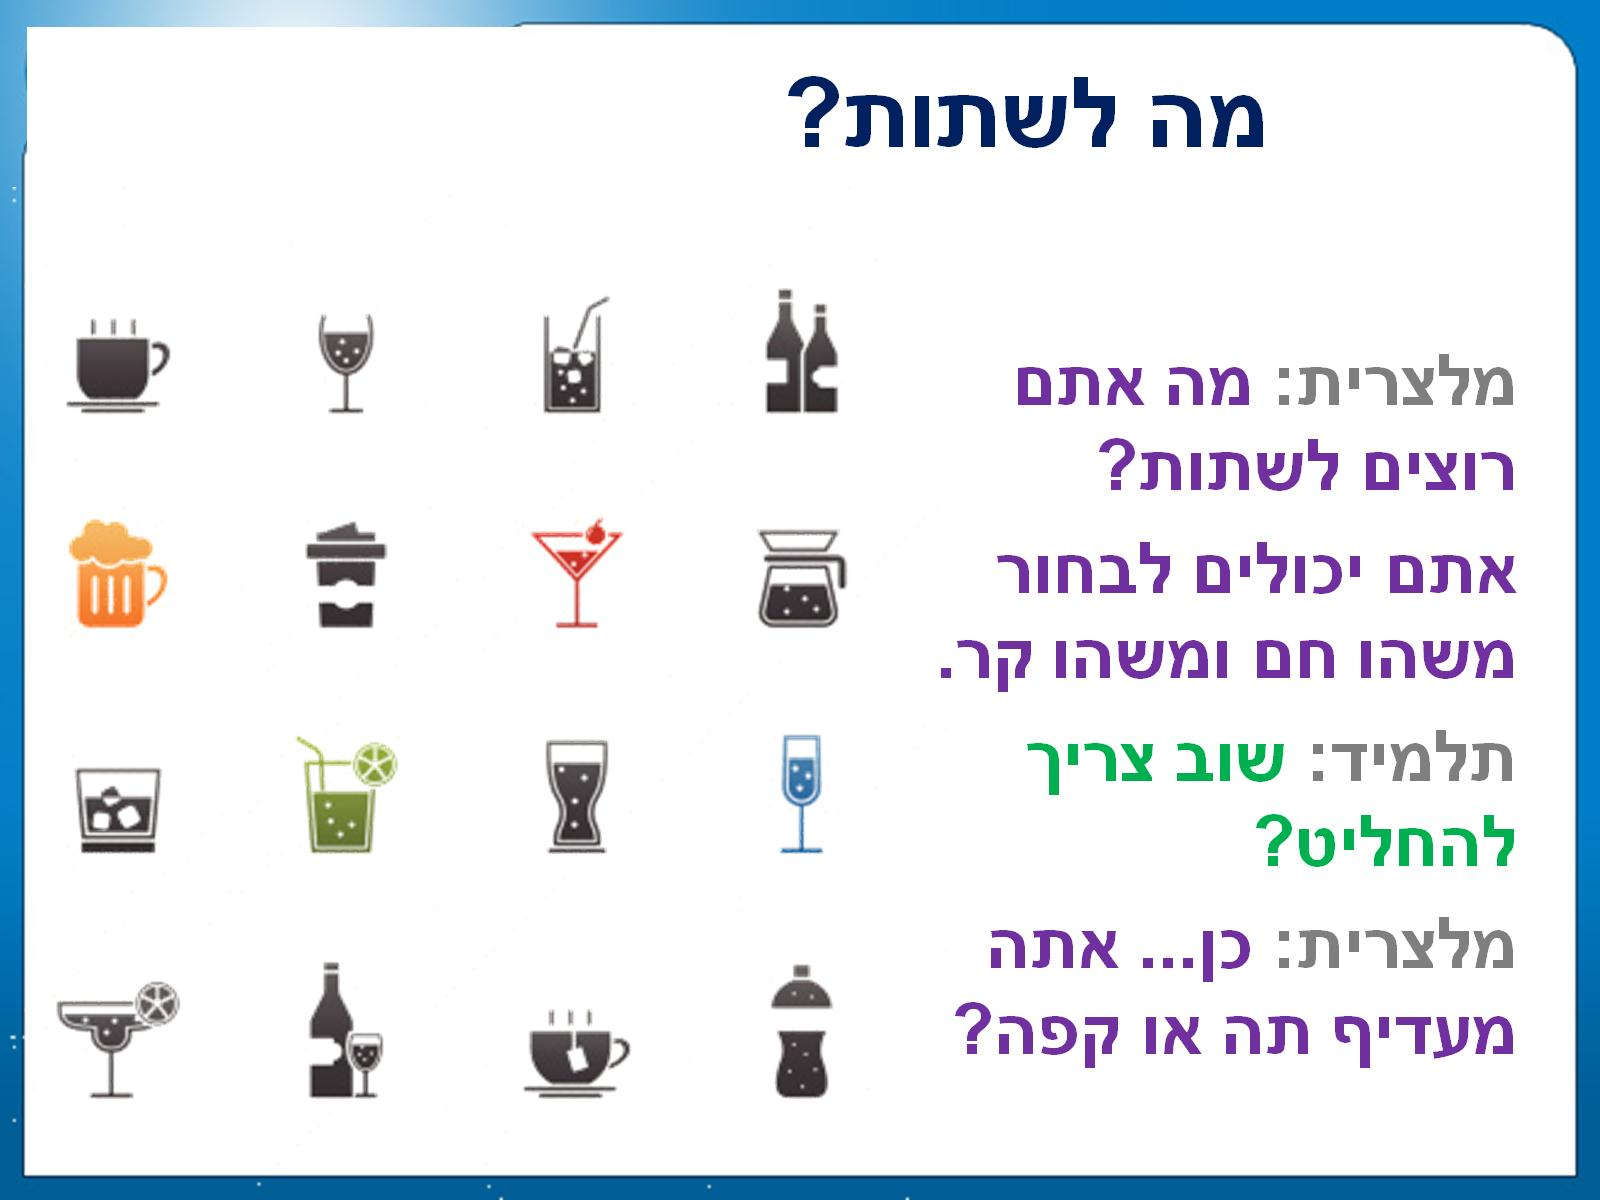 מה לשתות?
מלצרית: מה אתם
רוצים לשתות?
אתם יכולים לבחור
משהו חם ומשהו קר.
תלמיד: שוב צריך
להחליט?
מלצרית: כן... אתה
מעדיף תה או קפה?